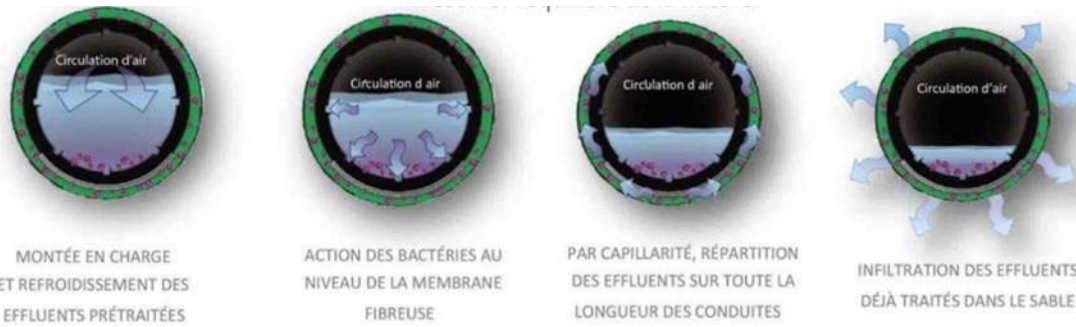 Circulation d'air
Circulation d air
Circulation d air
Circulation d'air
MONTÉE EN CHARGE
ET REFROIDISSEMENT DES
EFFLUENTS PRÉTRAITÉES
ACTION DES BACTÉRIES AU
NIVEAU DE LA MEMBRANE
FIBREUSE
PAR CAPILLARITÉ, RÉPARTITION
DES EFFLUENTS SUR TOUTE LA
LONGUEUR DES CONDUITES
INFILTRATION DES EFFLUENTS
DÉJÀ TRAITÉS DANS LE SABLE